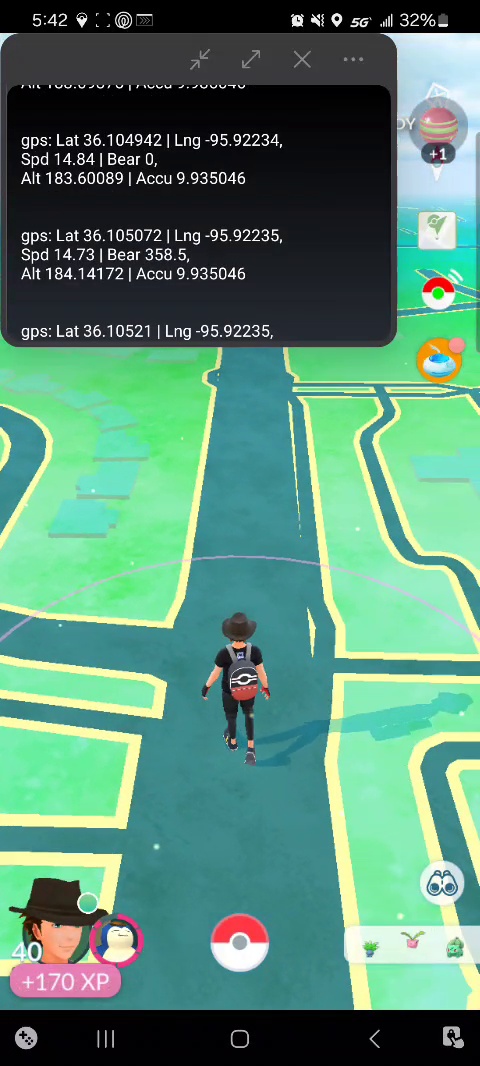 5:42
5G 32%
gps: Lat 36.104942 | Lng -95.92234,
Spd 14.84 | Bear 0,
Alt 183.60089 | Accu 9.935046
gps: Lat 36.105072 | Lng -95.92235,
Spd 14.73 | Bear 358.5,
Alt 184.14172 | Accu 9.935046
gps: Lat 36.10521 | Lng -95.92235,
+1
40
+170 XP